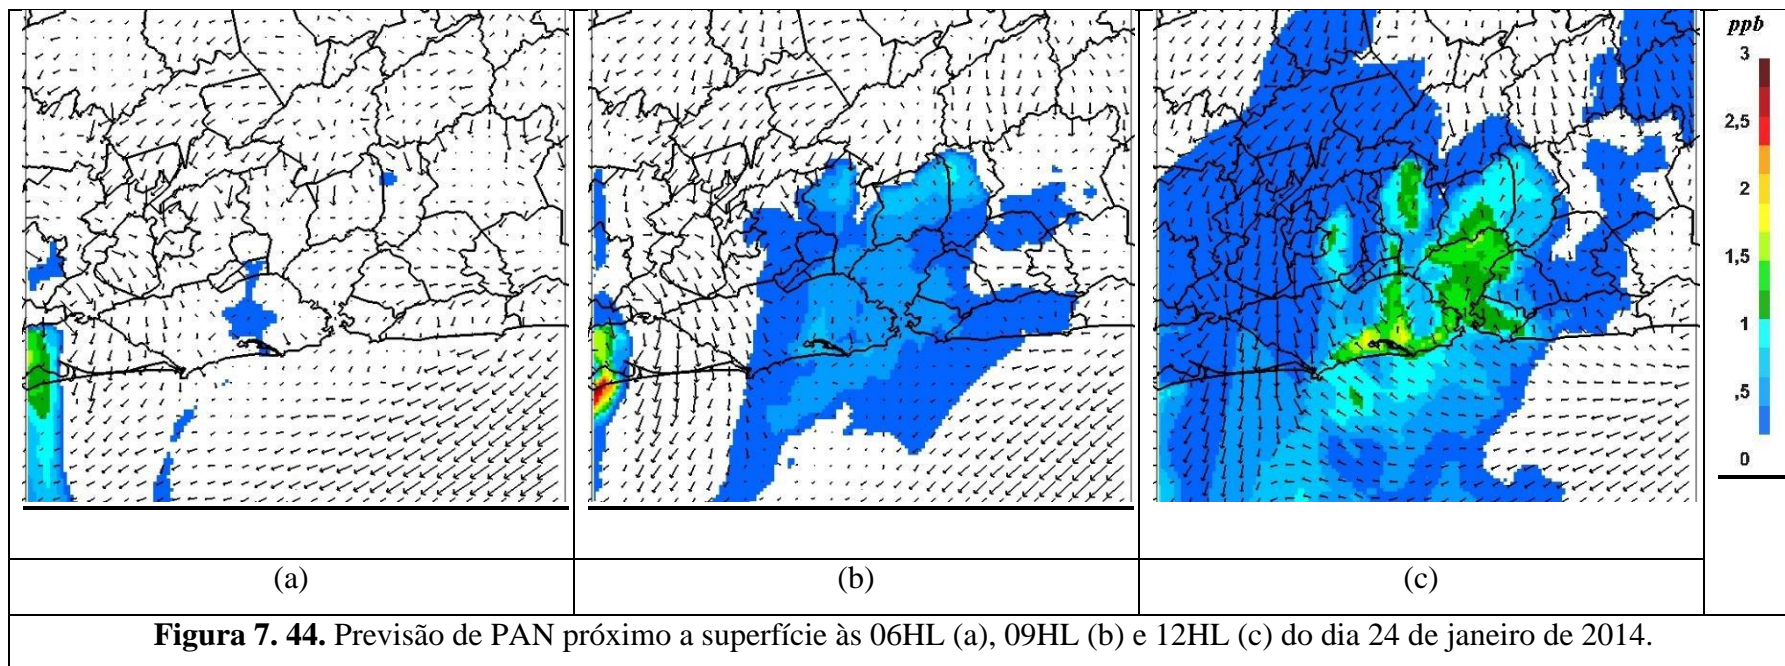 ppb
3
2,5
2
1,5
1
,5
0
(a)
(b)
(c)
Figura 7. 44. Previsão de PAN próximo a superfície às 06HL (a), 09HL (b) e 12HL (c) do dia 24 de janeiro de 2014.